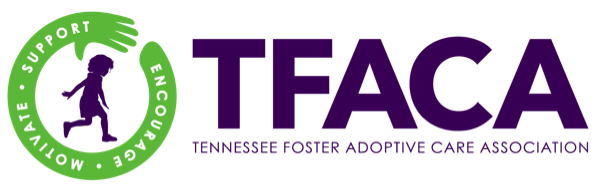 SUPPORT • ENCOURAGE • MOTIVATE •
TFACA
TENNESSEE FOSTER ADOPTIVE CARE ASSOCIATION